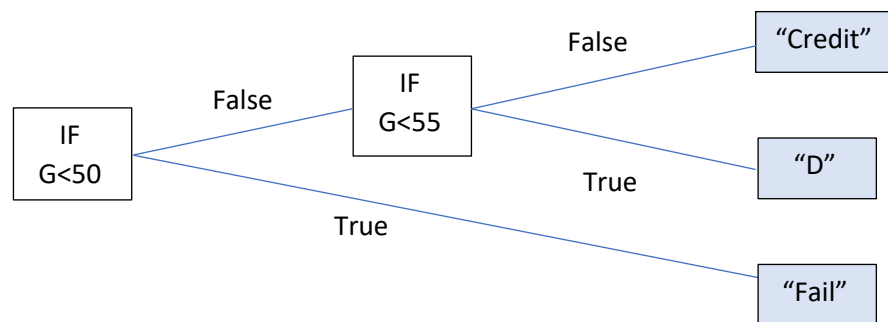 False
“Credit”
IF
G<55
False
IF
G<50
“D”
True
True
“Fail”